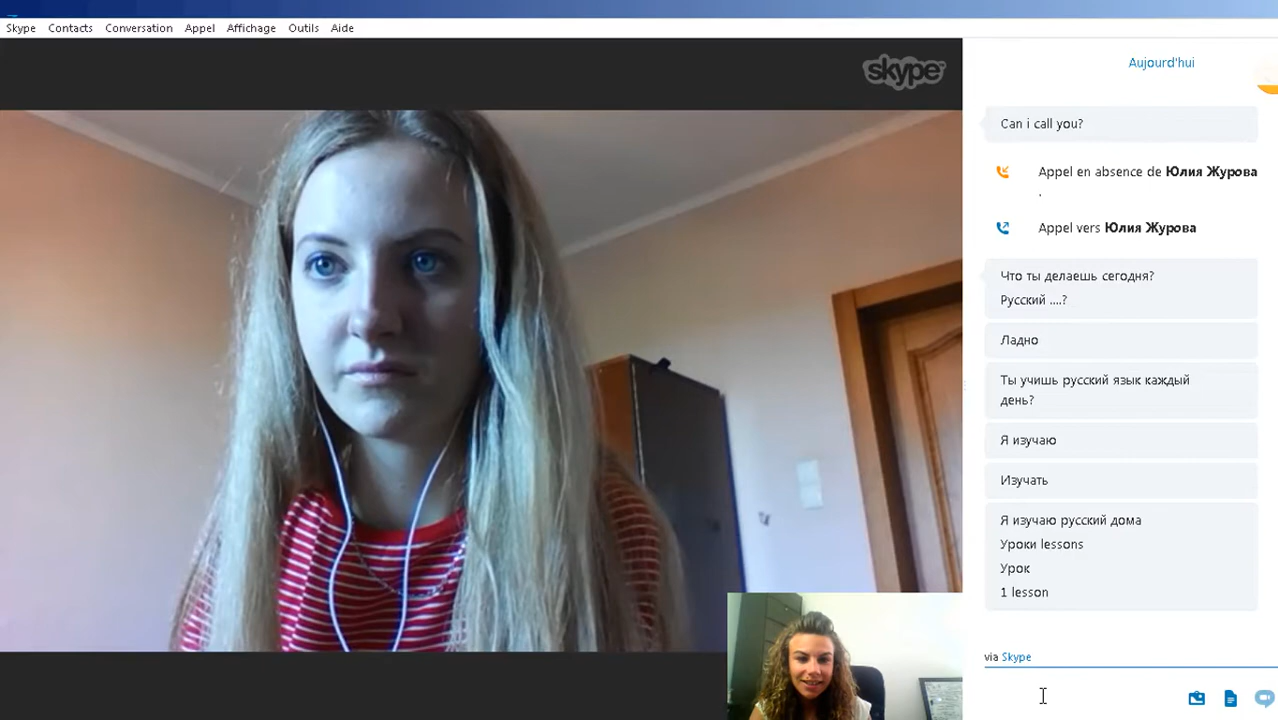 Skype Contacts Conversation Appel Affichage Outils Aide
skype
Aujourd'hui
Can i call you?
Appel en absence de Юлия Журова
.
Appel vers Юлия Журова
Что ты делаешь сегодня?
Русский ....?
Ладно
Ты учишь русский язык каждый
день?
Я изучаю
Изучать
Я изучаю русский дома
Уроки lessons
Урок
1 lesson
via Skype